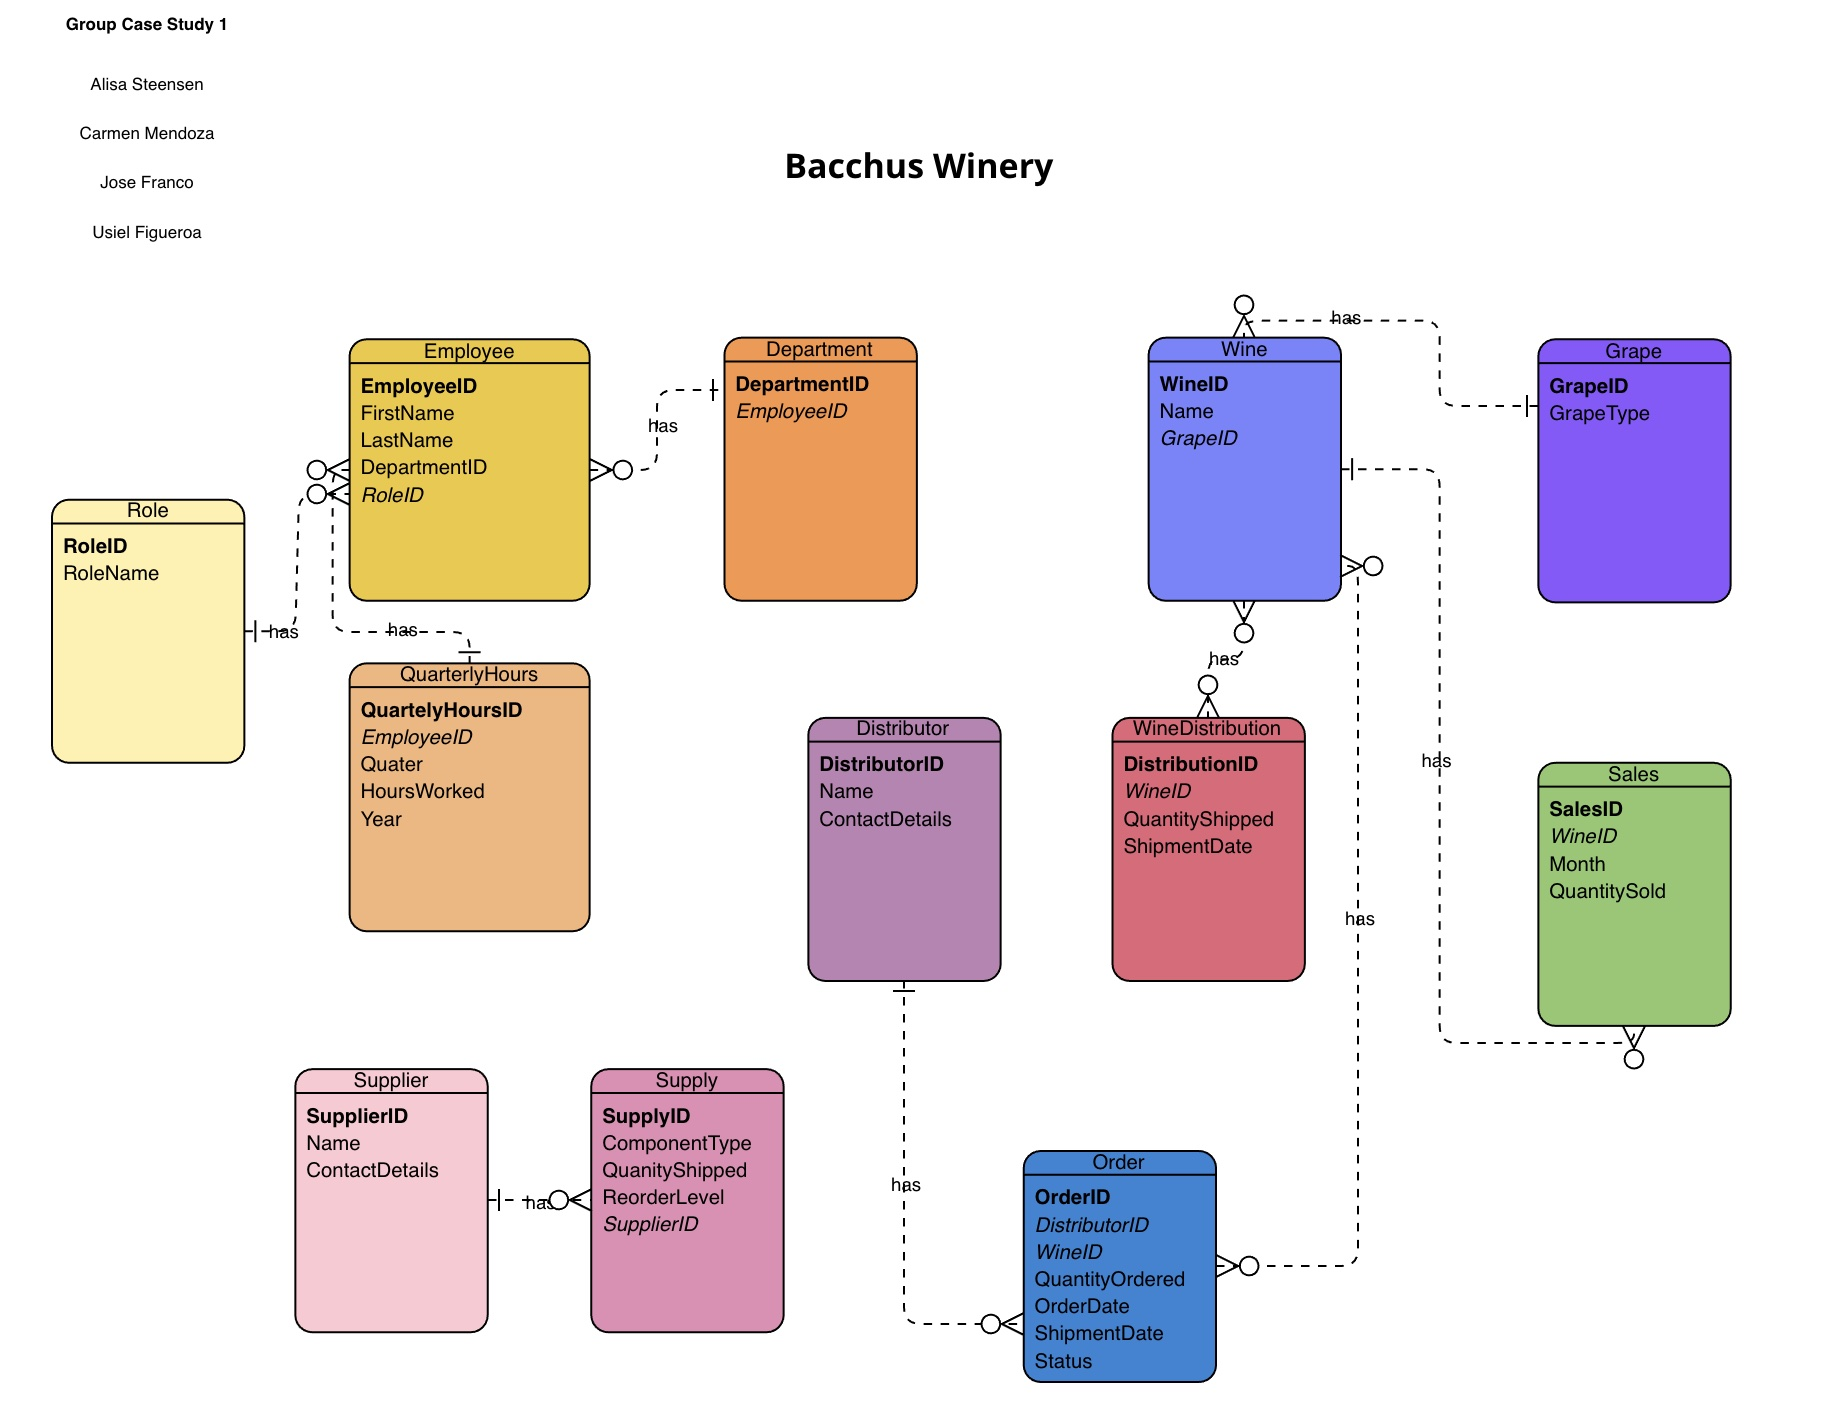 Group Case Study 1
Alisa Steensen
Carmen Mendoza
Jose Franco
Usiel Figueroa
Bacchus Winery
Employee
EmployeeID
FirstName
LastName
DepartmentID
RoleID
Department
DepartmentID
EmployeeID
has
Wine
WineID
Name
GrapeID
has
Grape
GrapeID
GrapeType
Role
RoleID
RoleName
has
has
QuarterlyHours
QuartelyHoursID
EmployeeID
Quater
HoursWorked
Year
has
Distributor
DistributorID
Name
ContactDetails
WineDistribution
DistributionID
WineID
QuantityShipped
ShipmentDate
has
Sales
SalesID
WineID
Month
QuantitySold
has
Supplier
SupplierID
Name
ContactDetails
has
Supply
SupplyID
ComponentType
QuanityShipped
ReorderLevel
SupplierID
has
Order
OrderID
DistributorID
WineID
QuantityOrdered
OrderDate
ShipmentDate
Status